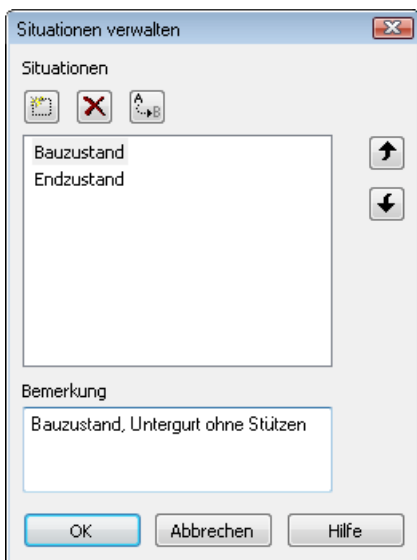 Situationen verwalten
Situationen
A
B
Bauzustand
Endzustand
Bemerkung
Bauzustand, Untergurt ohne Stützen
OK Abbrechen Hilfe